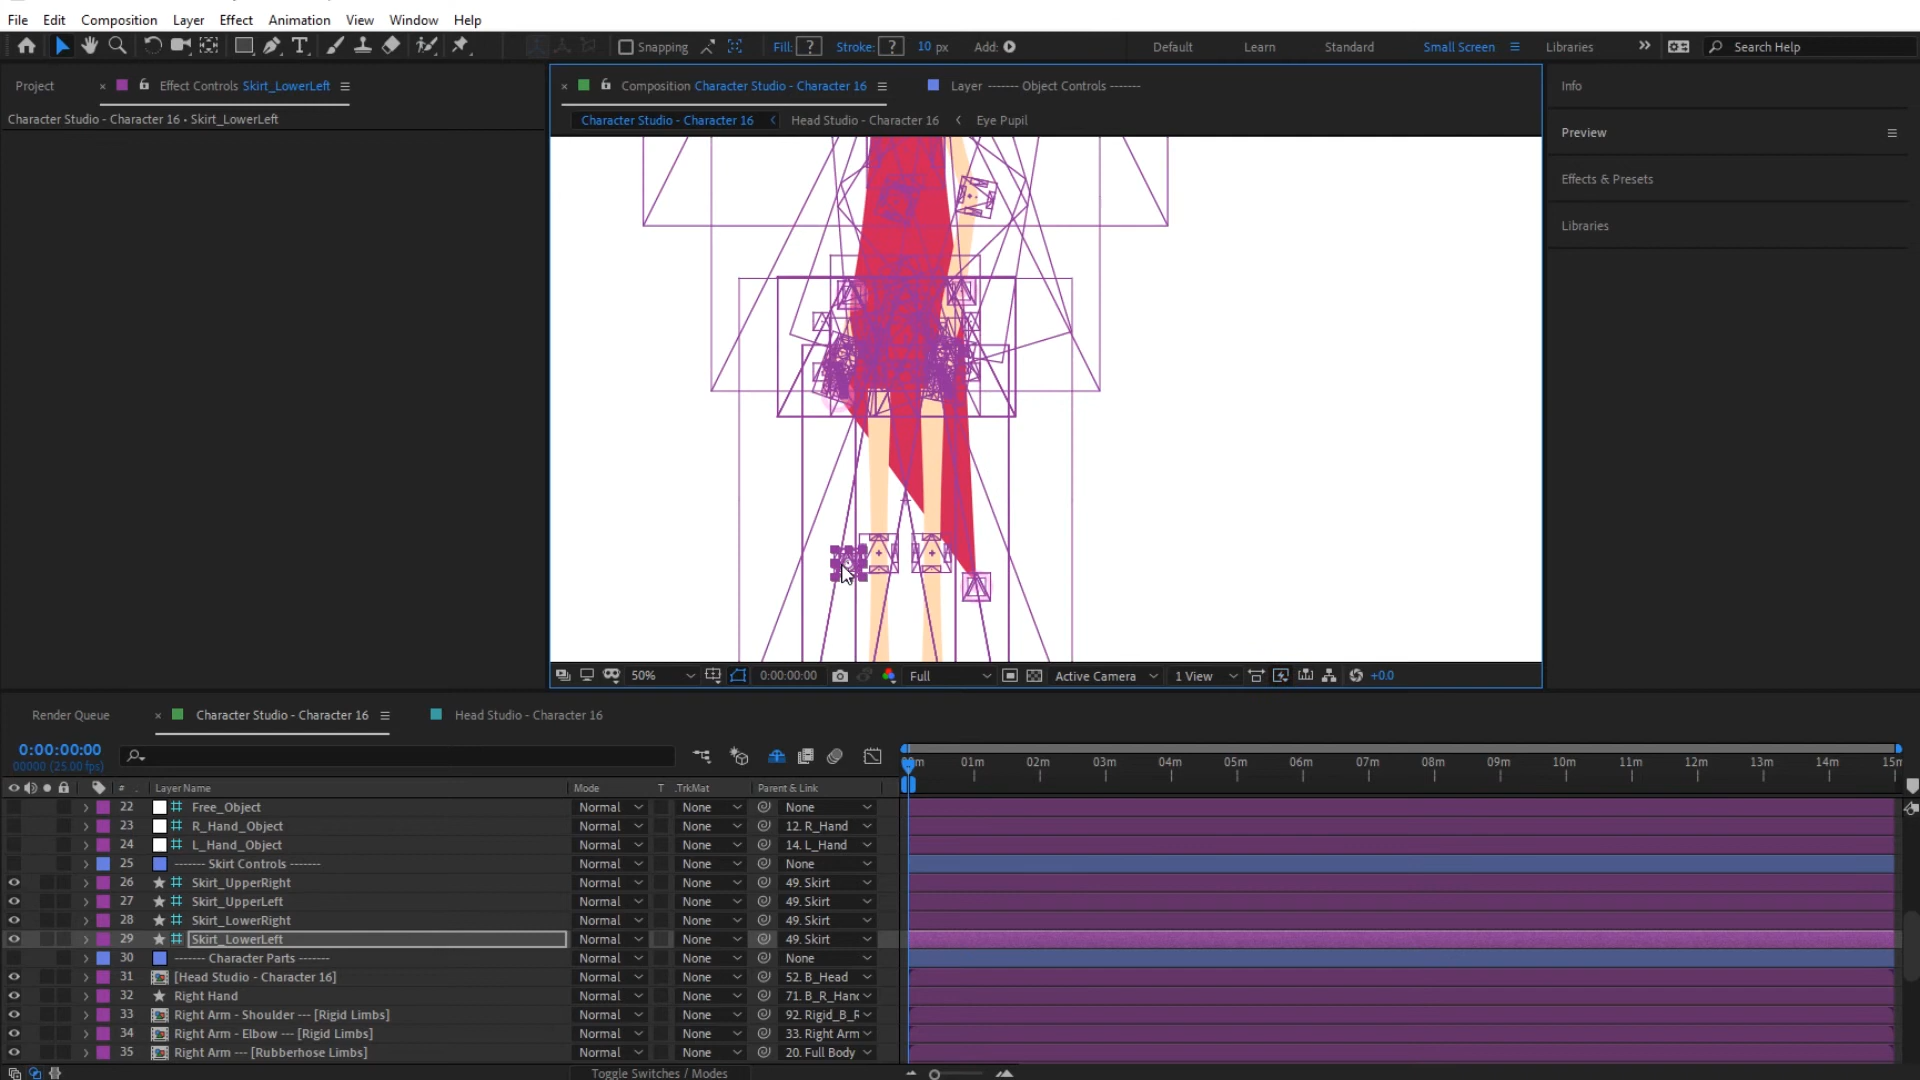 File Edit Composition Layer Effect Animation View Window Help
Snapping Fill: ? Stroke: ? 10 px Add: Default Learn Standard Small Screen Libraries Search Help
Project Effect Controls Skirt_LowerLeft
Character Studio - Character 16 • Skirt_LowerLeft
Composition Character Studio - Character 16 Layer ------- Object Controls -------
Character Studio - Character 16 Head Studio - Character 16 Eye Pupil
Info
Preview
Effects & Presets
Libraries
50% 0:00:00:00 Full Active Camera 1 View +0.0
Render Queue Character Studio - Character 16 Head Studio - Character 16
0:00:00:00
00000 (25.00 fps)
01m 02m 03m 04m 05m 06m 07m 08m 09m 10m 11m 12m 13m 14m 15m
# Layer Name Mode T .TrkMat Parent & Link
22 Free_Object Normal None None
23 R_Hand_Object Normal None 12. R_Hand
24 L_Hand_Object Normal None 14. L_Hand
25 ------- Skirt Controls ------- Normal None None
26 Skirt_UpperRight Normal None 49. Skirt
27 Skirt_UpperLeft Normal None 49. Skirt
28 Skirt_LowerRight Normal None 49. Skirt
29 Skirt_LowerLeft Normal None 49. Skirt
30 ------- Character Parts ------- Normal None None
31 [Head Studio - Character 16] Normal None 52. B_Head
32 Right Hand Normal None 71. B_R_Hand
33 Right Arm - Shoulder --- [Rigid Limbs] Normal None 92. Rigid_B_R
34 Right Arm - Elbow --- [Rigid Limbs] Normal None 33. Right Arm
35 Right Arm --- [Rubberhose Limbs] Normal None 20. Full Body
Toggle Switches / Modes